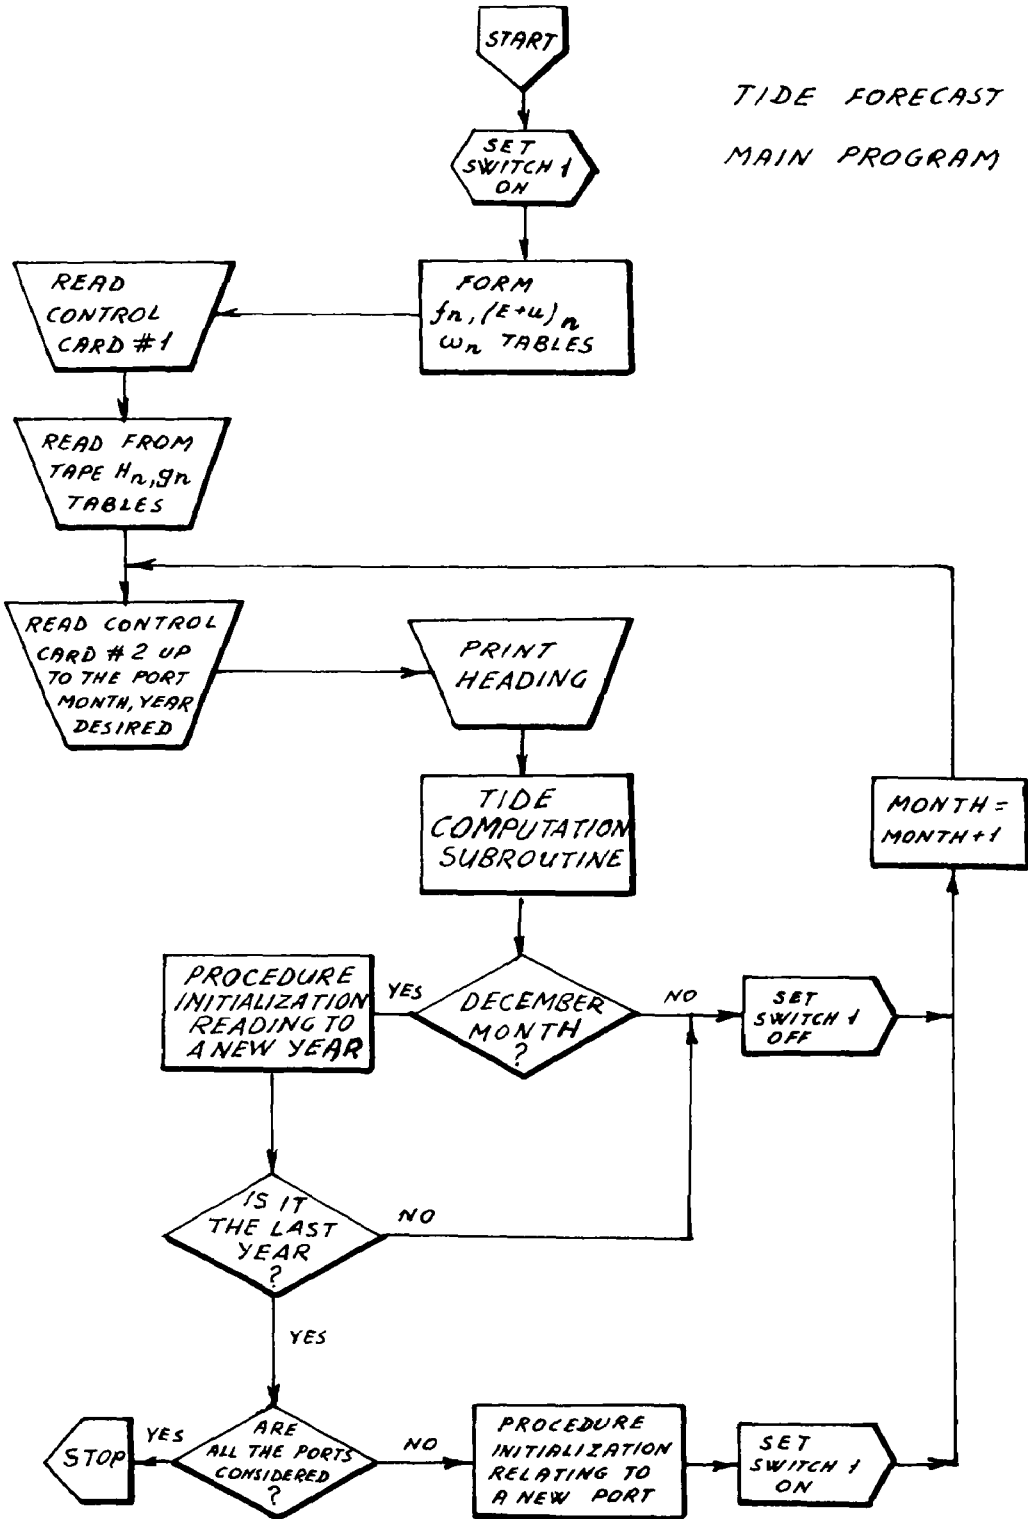 START
TIDE FORECAST
MAIN PROGRAM
SET
SWITCH 1
ON
FORM
fn, (E+u)n
ωn TABLES
READ
CONTROL
CARD #1
READ FROM
TAPE Hn,gn
TABLES
READ CONTROL
CARD #2 UP
TO THE PORT
MONTH, YEAR
DESIRED
PRINT
HEADING
TIDE
COMPUTATION
SUBROUTINE
MONTH =
MONTH+1
DECEMBER
MONTH
?
YES
NO
PROCEDURE
INITIALIZATION
READING TO
A NEW YEAR
SET
SWITCH 1
OFF
IS IT
THE LAST
YEAR
?
NO
YES
ARE
ALL THE PORTS
CONSIDERED
?
YES
STOP
NO
PROCEDURE
INITIALIZATION
RELATING TO
A NEW PORT
SET
SWITCH 1
ON